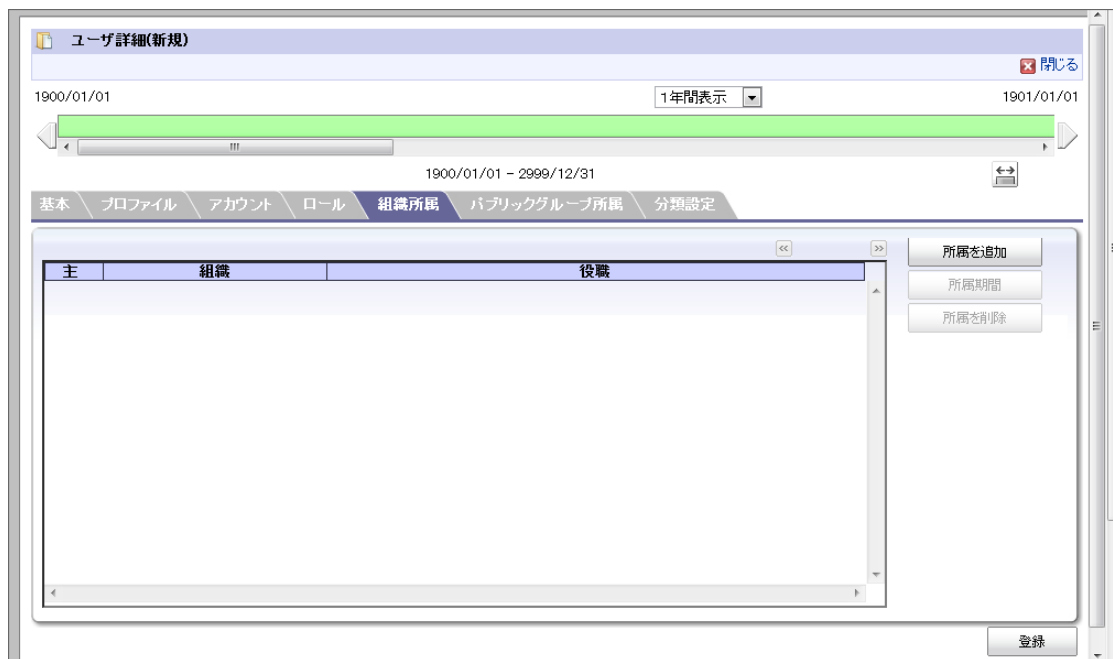 ユーザ詳細(新規)
閉じる
1900/01/01 1年間表示 1901/01/01
1900/01/01 - 2999/12/31
基本 プロファイル アカウント ロール 組織所属 パブリックグループ所属 分類設定
所属を追加
主 組織 役職
所属期間
所属を削除
登録